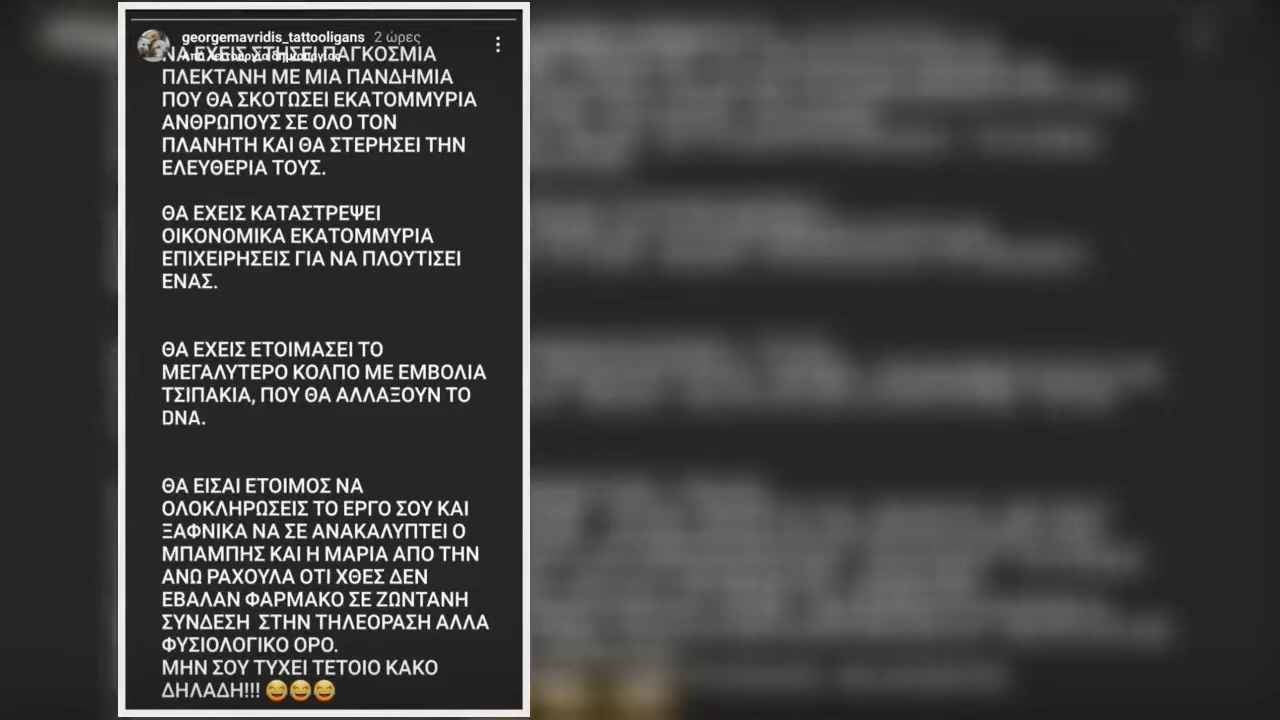 georgemavridis_tattooligans 2 ώρες
Από λειτουργία δημιουργίας
ΝΑ ΕΧΕΙΣ ΣΤΗΣΕΙ ΠΑΓΚΟΣΜΙΑ
ΠΛΕΚΤΑΝΗ ΜΕ ΜΙΑ ΠΑΝΔΗΜΙΑ
ΠΟΥ ΘΑ ΣΚΟΤΩΣΕΙ ΕΚΑΤΟΜΜΥΡΙΑ
ΑΝΘΡΩΠΟΥΣ ΣΕ ΟΛΟ ΤΟΝ
ΠΛΑΝΗΤΗ ΚΑΙ ΘΑ ΣΤΕΡΗΣΕΙ ΤΗΝ
ΕΛΕΥΘΕΡΙΑ ΤΟΥΣ.
ΘΑ ΕΧΕΙΣ ΚΑΤΑΣΤΡΕΨΕΙ
ΟΙΚΟΝΟΜΙΚΑ ΕΚΑΤΟΜΜΥΡΙΑ
ΕΠΙΧΕΙΡΗΣΕΙΣ ΓΙΑ ΝΑ ΠΛΟΥΤΙΣΕΙ
ΕΝΑΣ.
ΘΑ ΕΧΕΙΣ ΕΤΟΙΜΑΣΕΙ ΤΟ
ΜΕΓΑΛΥΤΕΡΟ ΚΟΛΠΟ ΜΕ ΕΜΒΟΛΙΑ
ΤΣΙΠΑΚΙΑ, ΠΟΥ ΘΑ ΑΛΛΑΞΟΥΝ ΤΟ
DNA.
ΘΑ ΕΙΣΑΙ ΕΤΟΙΜΟΣ ΝΑ
ΟΛΟΚΛΗΡΩΣΕΙΣ ΤΟ ΕΡΓΟ ΣΟΥ ΚΑΙ
ΞΑΦΝΙΚΑ ΝΑ ΣΕ ΑΝΑΚΑΛΥΠΤΕΙ Ο
ΜΠΑΜΠΗΣ ΚΑΙ Η ΜΑΡΙΑ ΑΠΟ ΤΗΝ
ΑΝΩ ΡΑΧΟΥΛΑ ΟΤΙ ΧΘΕΣ ΔΕΝ
ΕΒΑΛΑΝ ΦΑΡΜΑΚΟ ΣΕ ΖΩΝΤΑΝΗ
ΣΥΝΔΕΣΗ ΣΤΗΝ ΤΗΛΕΟΡΑΣΗ ΑΛΛΑ
ΦΥΣΙΟΛΟΓΙΚΟ ΟΡΟ.
ΜΗΝ ΣΟΥ ΤΥΧΕΙ ΤΕΤΟΙΟ ΚΑΚΟ
ΔΗΛΑΔΗ!!! 😂😂😂